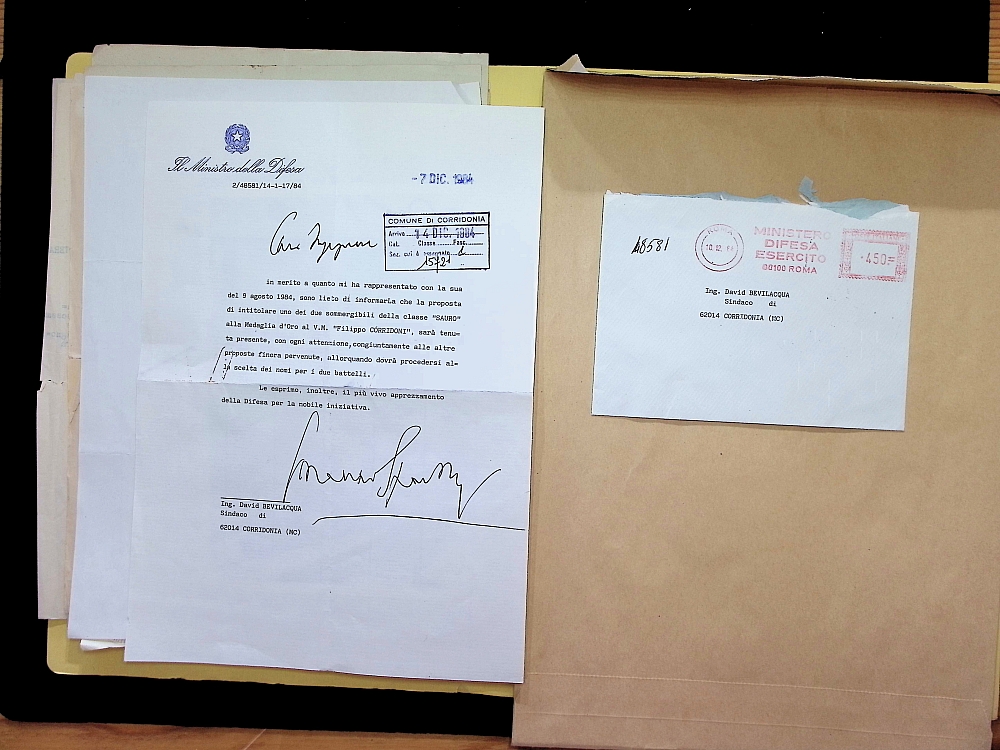 Il Ministro della Difesa
2/48581/14-1-17/84
-7 DIC. 1984
COMUNE DI CORRIDONIA
Arrivo 14 DIC. 1984
Cat. Classe Fasc.
Sez. cui è
Caro
in merito a quanto mi ha rappresentato con la sua
del 9 agosto 1984, sono lieto di informarLa che la proposta
di intitolare uno dei due sommergibili della classe "SAURO"
alla Medaglia d'Oro al V.M. "Filippo CORRIDONI", sarà tenu=
ta presente, con ogni attenzione,congiuntamente alle altre
proposte finora pervenute, allorquando dovrà procedersi al=
la scelta dei nomi per i due battelli.
Le esprimo, inoltre, il più vivo apprezzamento
della Difesa per la nobile iniziativa.
Ing. David BEVILACQUA
Sindaco di
62014 CORRIDONIA (MC)
48581
ROMA
10.12.84
MINISTERO
DIFESA
ESERCITO
00100 ROMA
450=
Ing. David BEVILACQUA
Sindaco di
62014 CORRIDONIA (MC)